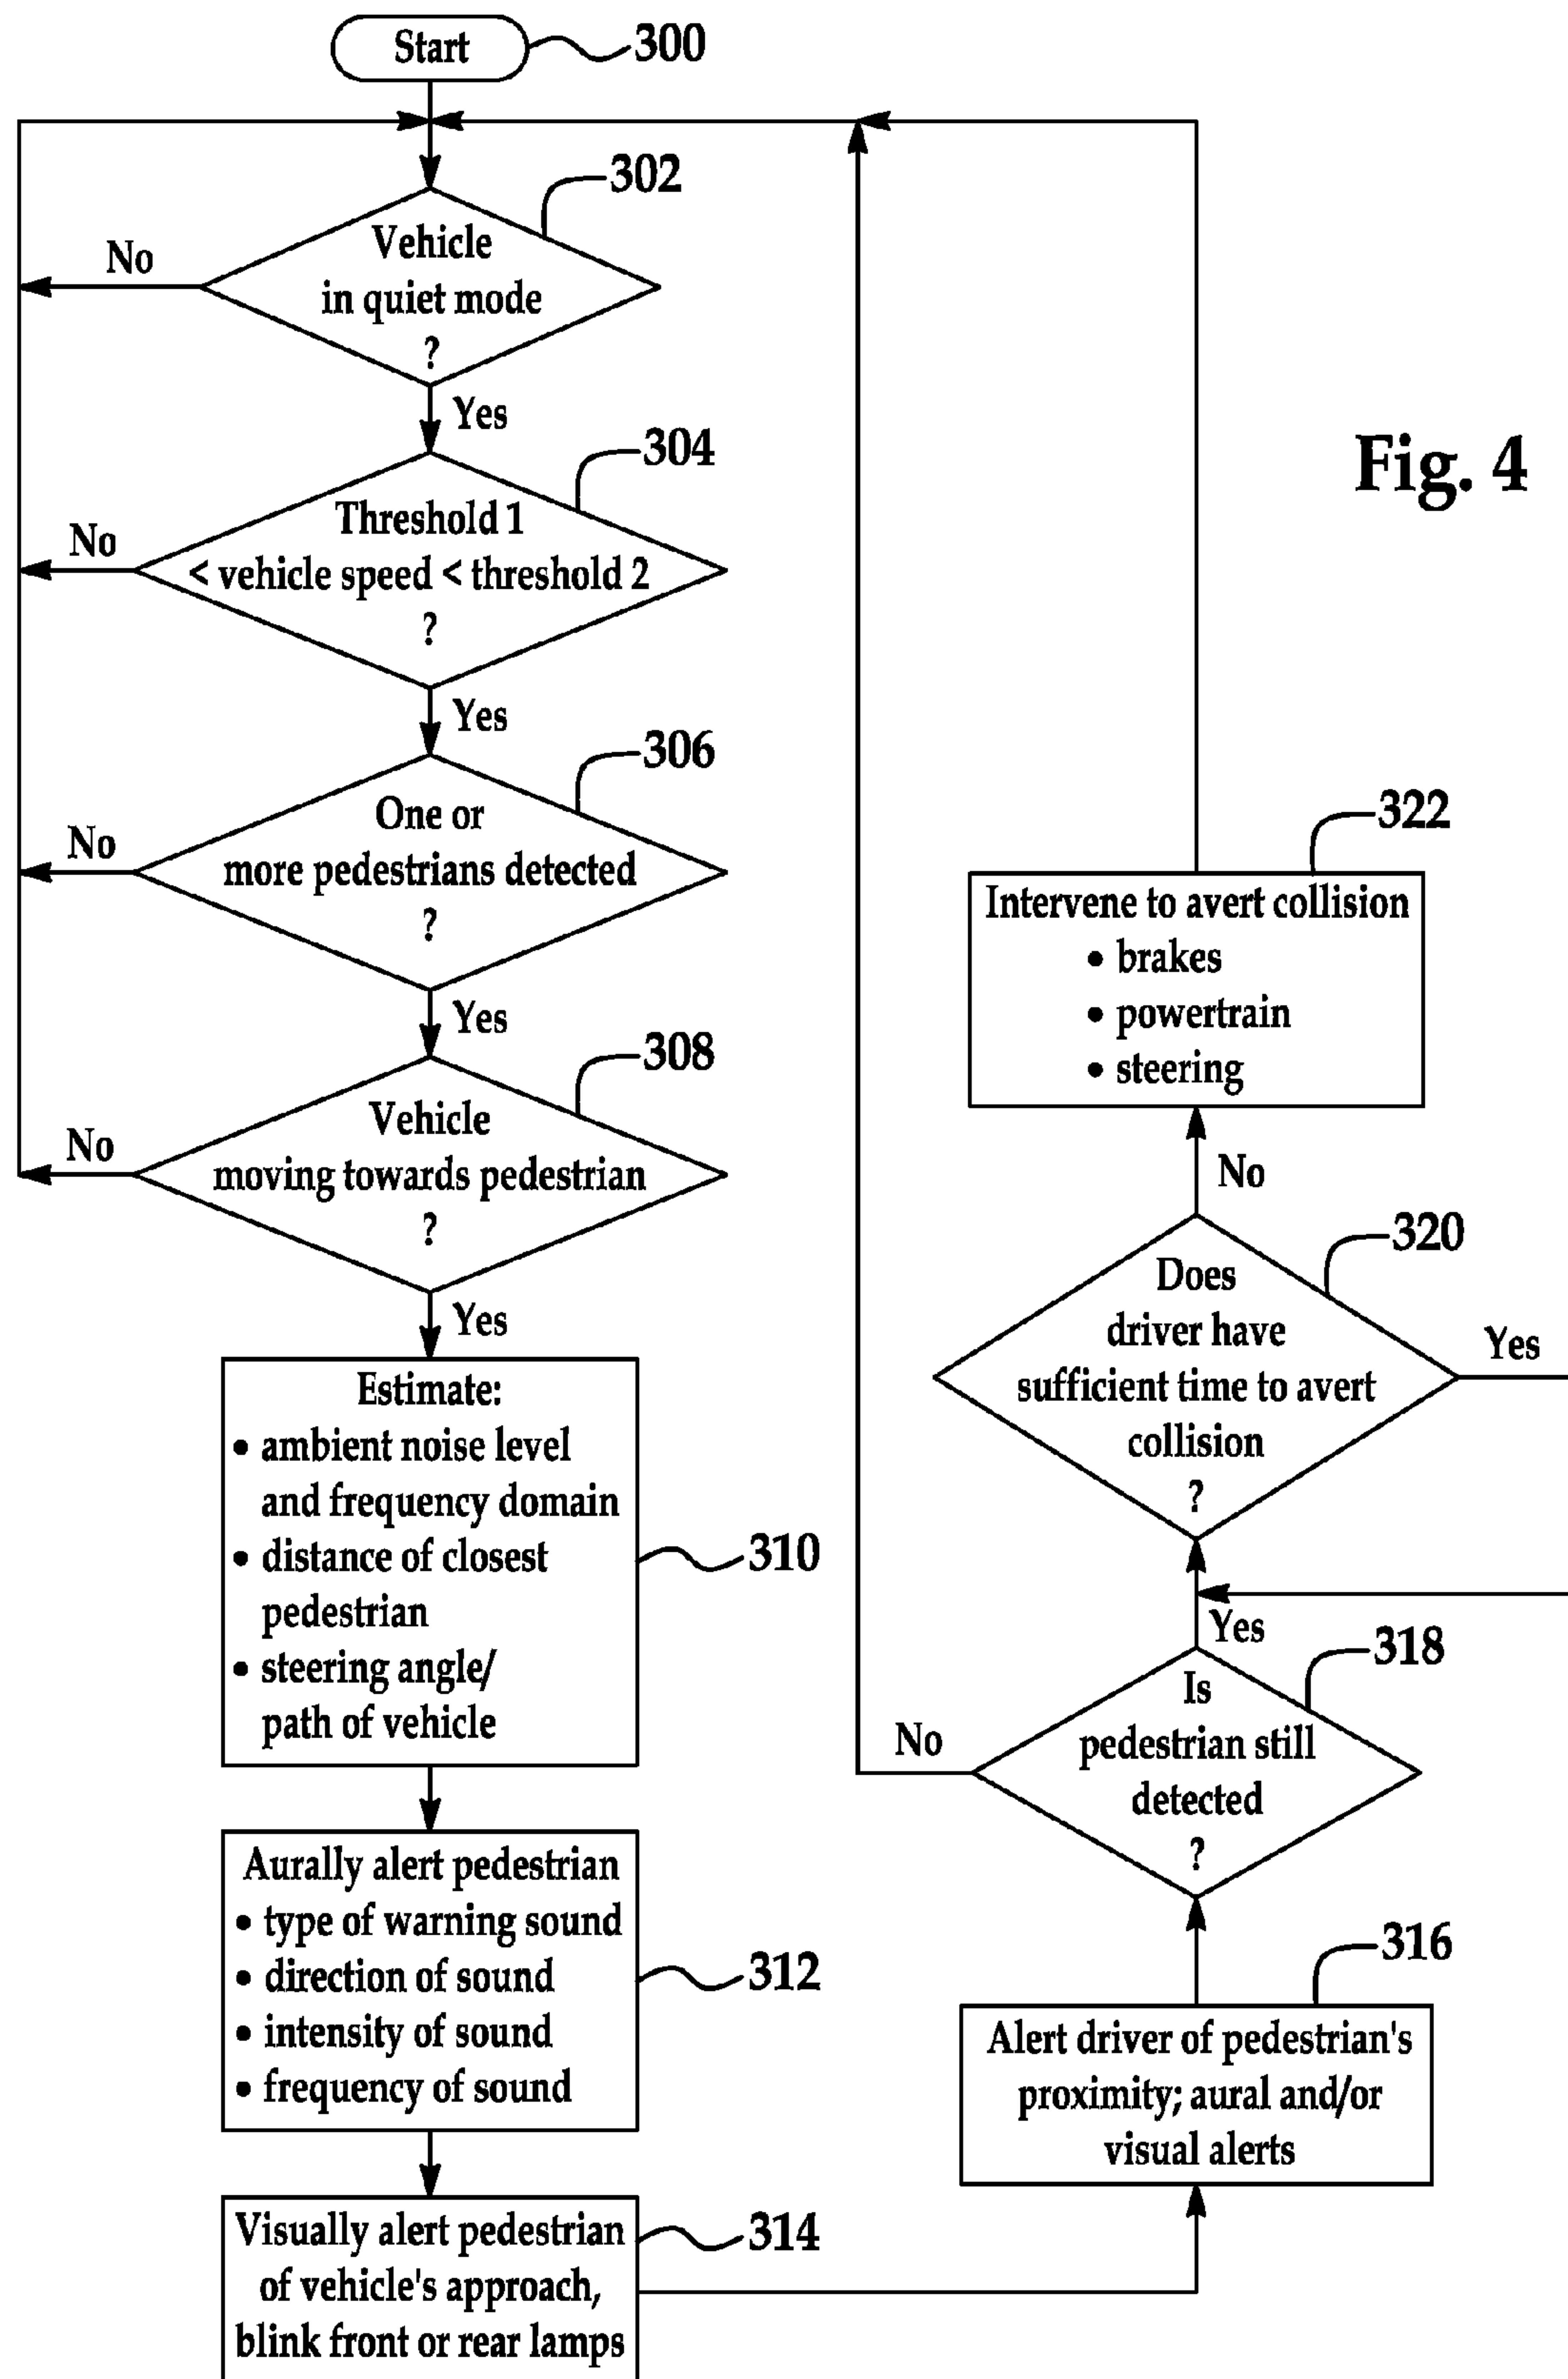 Start
300
302
Vehicle
in quiet mode
?
No
Yes
304
Threshold 1
< vehicle speed < threshold 2
?
No
Yes
306
One or
more pedestrians detected
?
No
Yes
308
Vehicle
moving towards pedestrian
?
No
Yes
Estimate:
• ambient noise level
and frequency domain
• distance of closest
pedestrian
• steering angle/
path of vehicle
310
Aurally alert pedestrian
• type of warning sound
• direction of sound
• intensity of sound
• frequency of sound
312
Visually alert pedestrian
of vehicle's approach,
blink front or rear lamps
314
Fig. 4
322
Intervene to avert collision
• brakes
• powertrain
• steering
No
320
Does
driver have
sufficient time to avert
collision
?
Yes
Yes
318
Is
pedestrian still
detected
?
No
316
Alert driver of pedestrian's
proximity; aural and/or
visual alerts